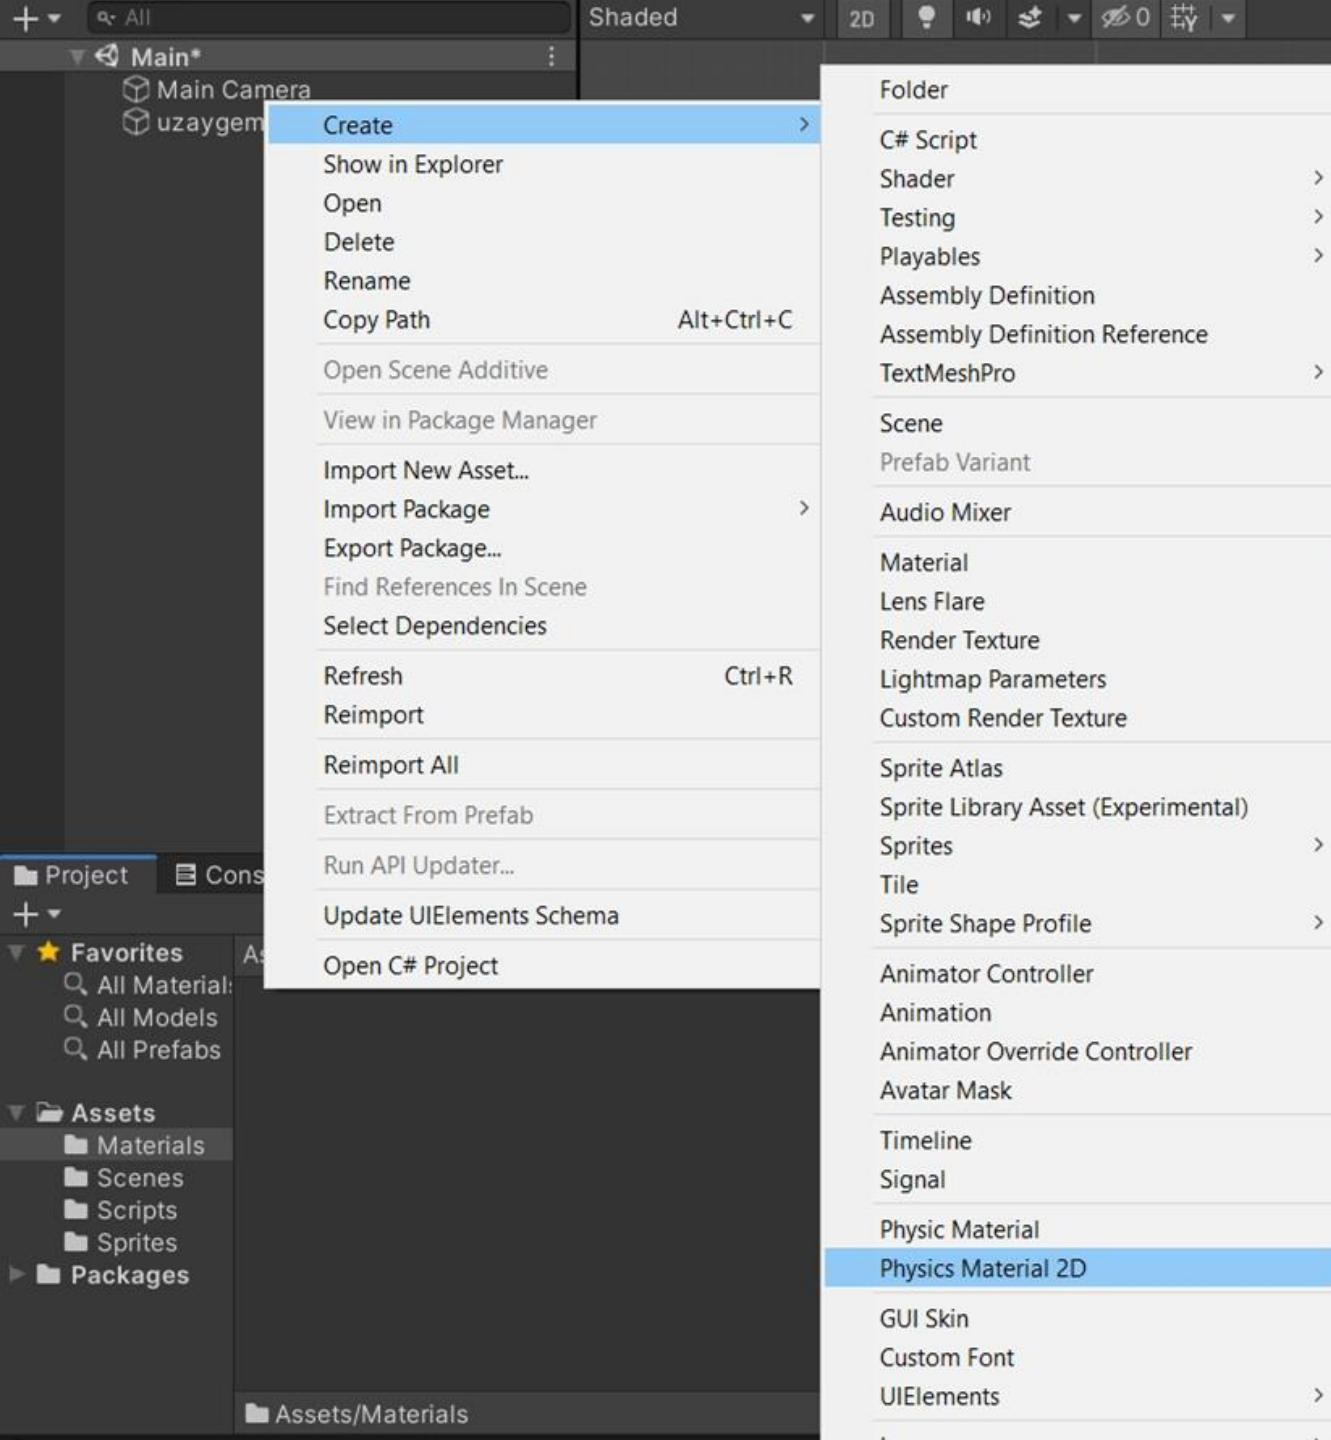 All
Shaded
2D
0
Main*
Main Camera
uzaygem
Create
Show in Explorer
Open
Delete
Rename
Copy Path Alt+Ctrl+C
Open Scene Additive
View in Package Manager
Import New Asset...
Import Package
Export Package...
Find References In Scene
Select Dependencies
Refresh Ctrl+R
Reimport
Reimport All
Extract From Prefab
Run API Updater...
Update UIElements Schema
Open C# Project
Folder
C# Script
Shader
Testing
Playables
Assembly Definition
Assembly Definition Reference
TextMeshPro
Scene
Prefab Variant
Audio Mixer
Material
Lens Flare
Render Texture
Lightmap Parameters
Custom Render Texture
Sprite Atlas
Sprite Library Asset (Experimental)
Sprites
Tile
Sprite Shape Profile
Animator Controller
Animation
Animator Override Controller
Avatar Mask
Timeline
Signal
Physic Material
Physics Material 2D
GUI Skin
Custom Font
UIElements
Project
Cons
Favorites
All Material
All Models
All Prefabs
Assets
Materials
Scenes
Scripts
Sprites
Packages
Assets/Materials